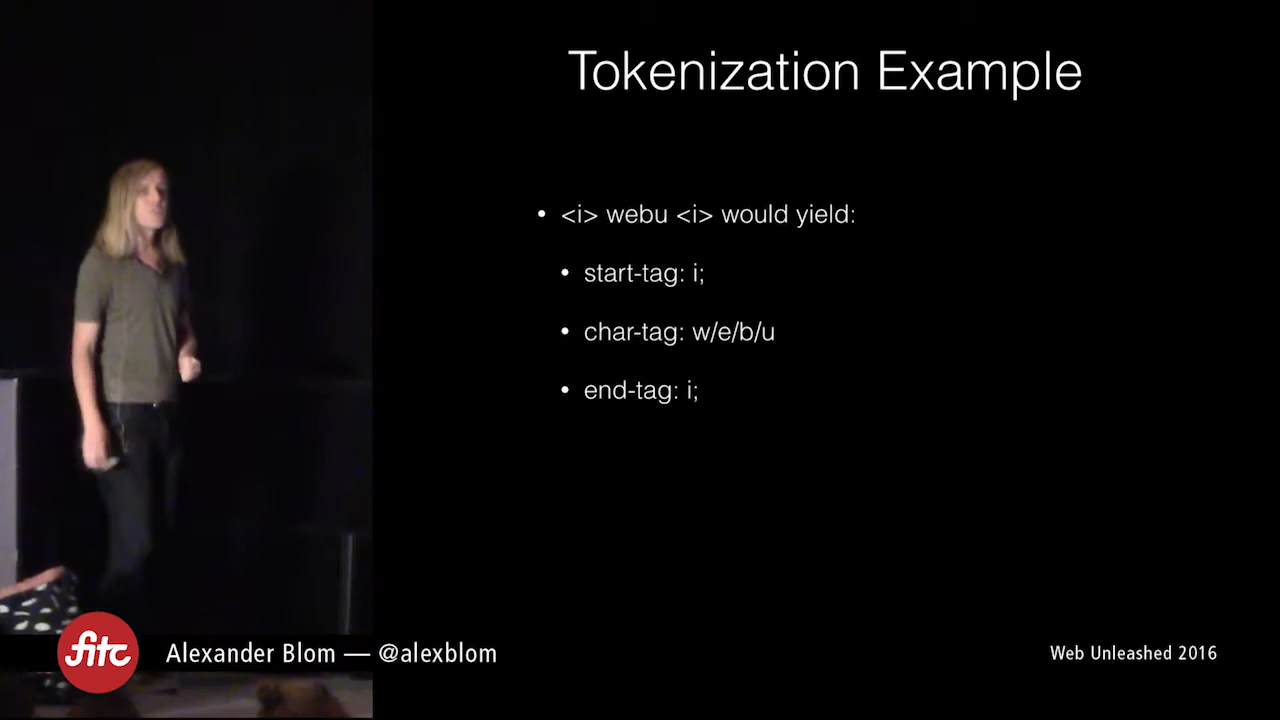 Tokenization Example
• <i> webu <i> would yield:
• start-tag: i;
• char-tag: w/e/b/u
• end-tag: i;
fitc
Alexander Blom — @alexblom
Web Unleashed 2016